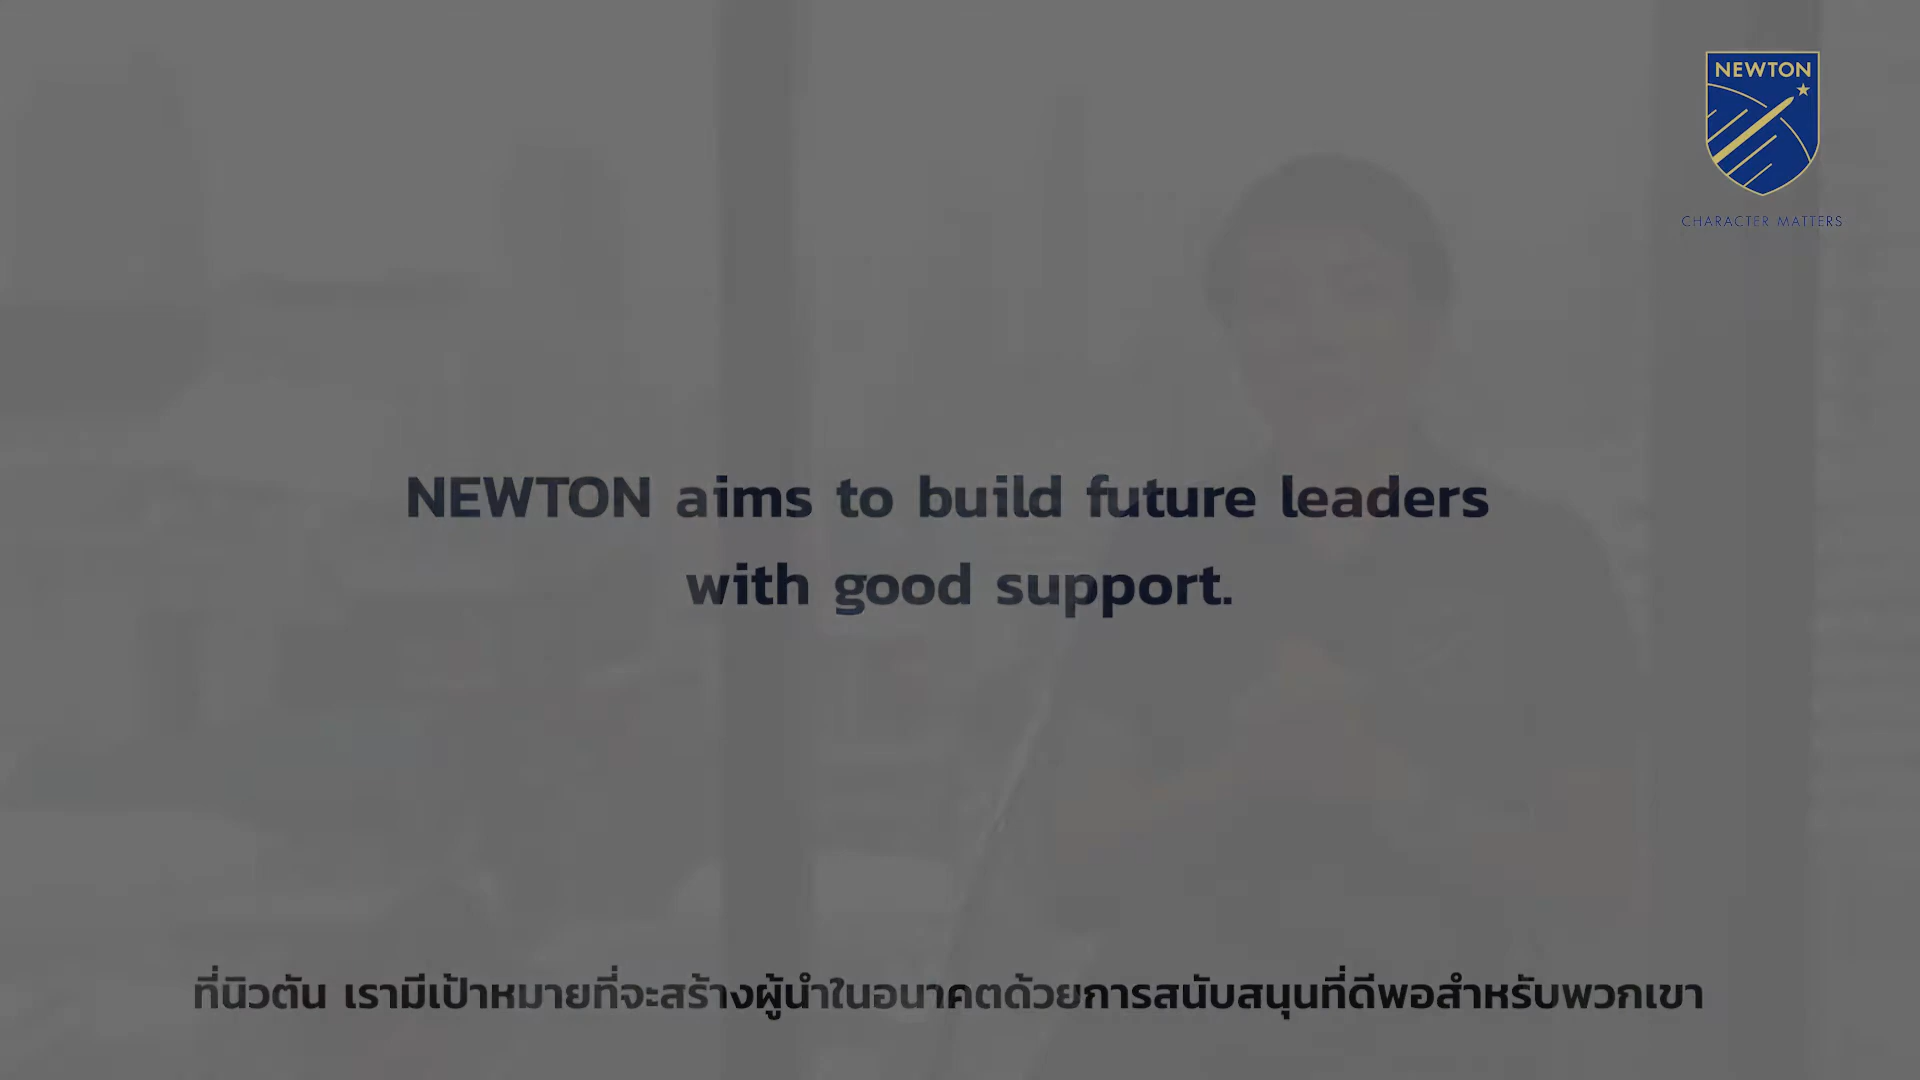 NEWTON
CHARACTER MATTERS
NEWTON aims to build future leaders
with good support.
ที่นิวตัน เรามีเป้าหมายที่จะสร้างผู้นำในอนาคตด้วยการสนับสนุนที่ดีพอสำหรับพวกเขา